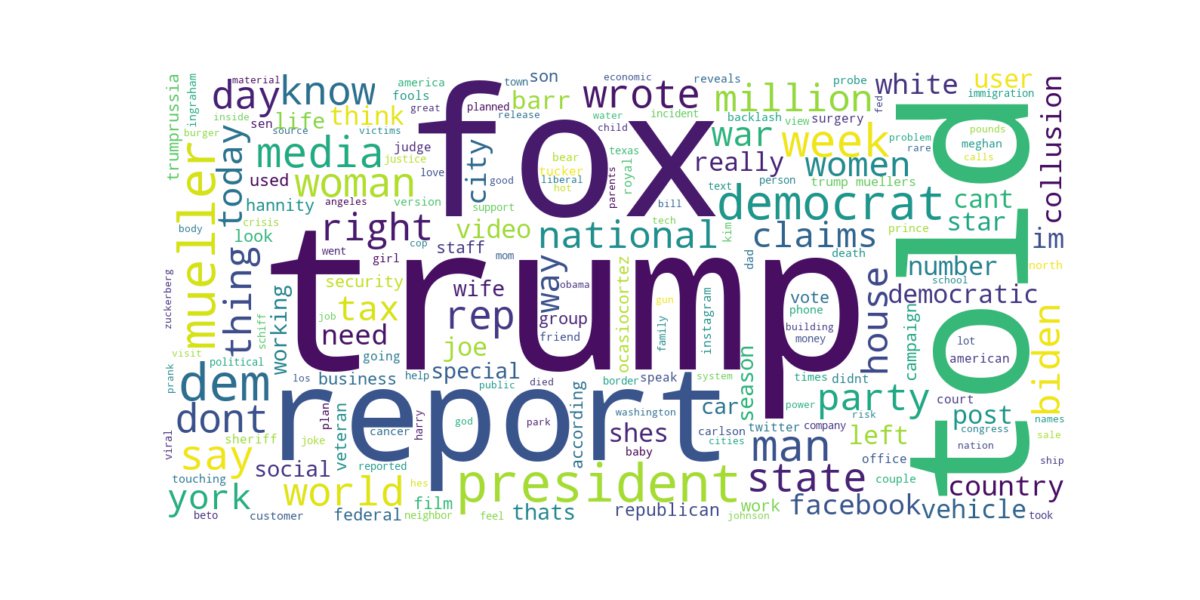 fox
trump
told
report
president
democrat
mueller
dem
media
woman
man
national
week
million
state
right
day
know
wrote
war
women
white
user
barr
think
life
today
thing
dont
say
york
world
party
house
biden
collusion
country
vehicle
facebook
claims
really
star
cant
im
number
democratic
post
left
car
shes
special
joe
rep
tax
need
wife
way
group
city
video
staff
security
working
business
social
veteran
federal
film
thats
republican
work
according
season
campaign
vote
phone
building
money
ocasiocortez
instagram
family
gun
border
speak
system
times
didnt
power
risk
office
couple
court
american
lot
school
north
congress
nation
names
sale
ship
took
johnson
company
twitter
carlson
cities
baby
washington
park
died
public
help
going
job
los
political
visit
prank
viral
touching
beto
customer
neighbor
feel
hes
reported
joke
sheriff
plan
cancer
harry
god
schiff
zuckerberg
crisis
body
look
hannity
used
trumprussia
ingraham
burger
inside
sen
source
material
america
fools
great
planned
town
release
son
economic
water
child
incident
victims
judge
justice
love
version
angeles
support
good
bear
tucker
liberal
hot
texas
royal
parents
bill
text
person
tech
kim
dad
mom
cop
girl
went
obama
friend
death
prince
trump muellers
backlash
view
surgery
reveals
probe
fed
immigration
problem
rare
pounds
meghan
calls